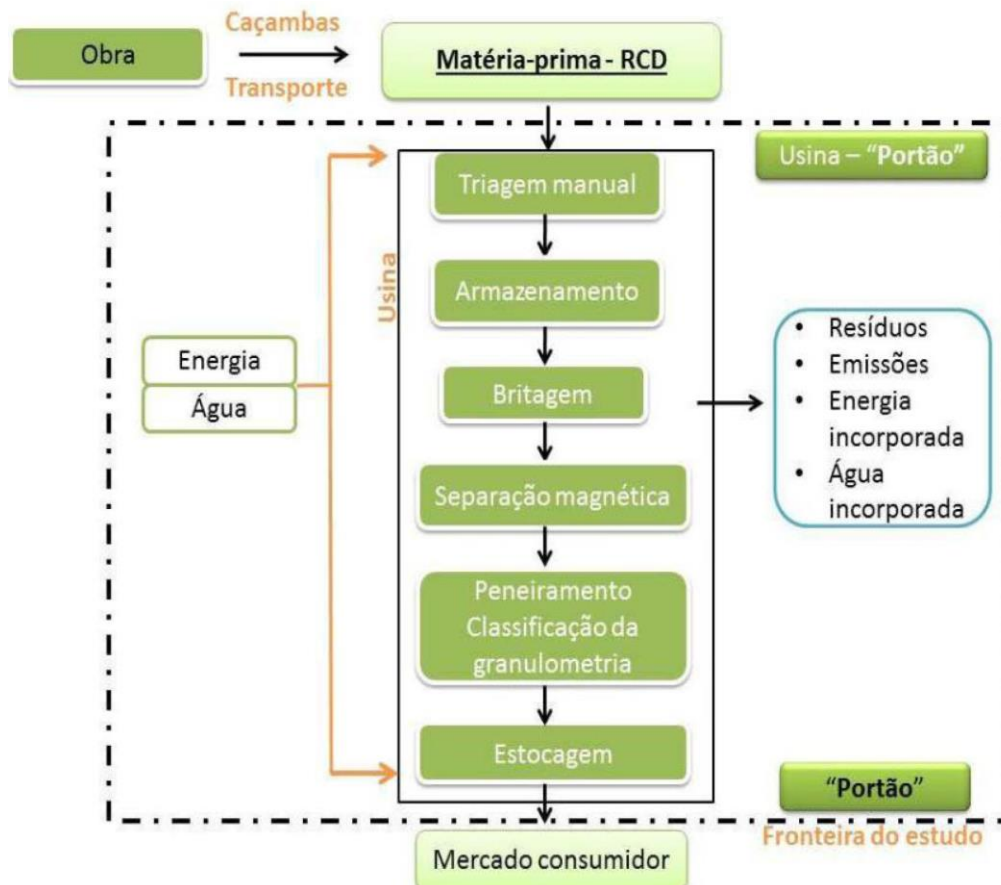 Obra
Caçambas
Transporte
Matéria-prima - RCD
Usina – “Portão”
Triagem manual
Usina
Armazenamento
Energia
Água
Britagem
• Resíduos
• Emissões
• Energia
incorporada
• Água
incorporada
Separação magnética
Peneiramento
Classificação da
granulometria
Estocagem
“Portão”
Fronteira do estudo
Mercado consumidor